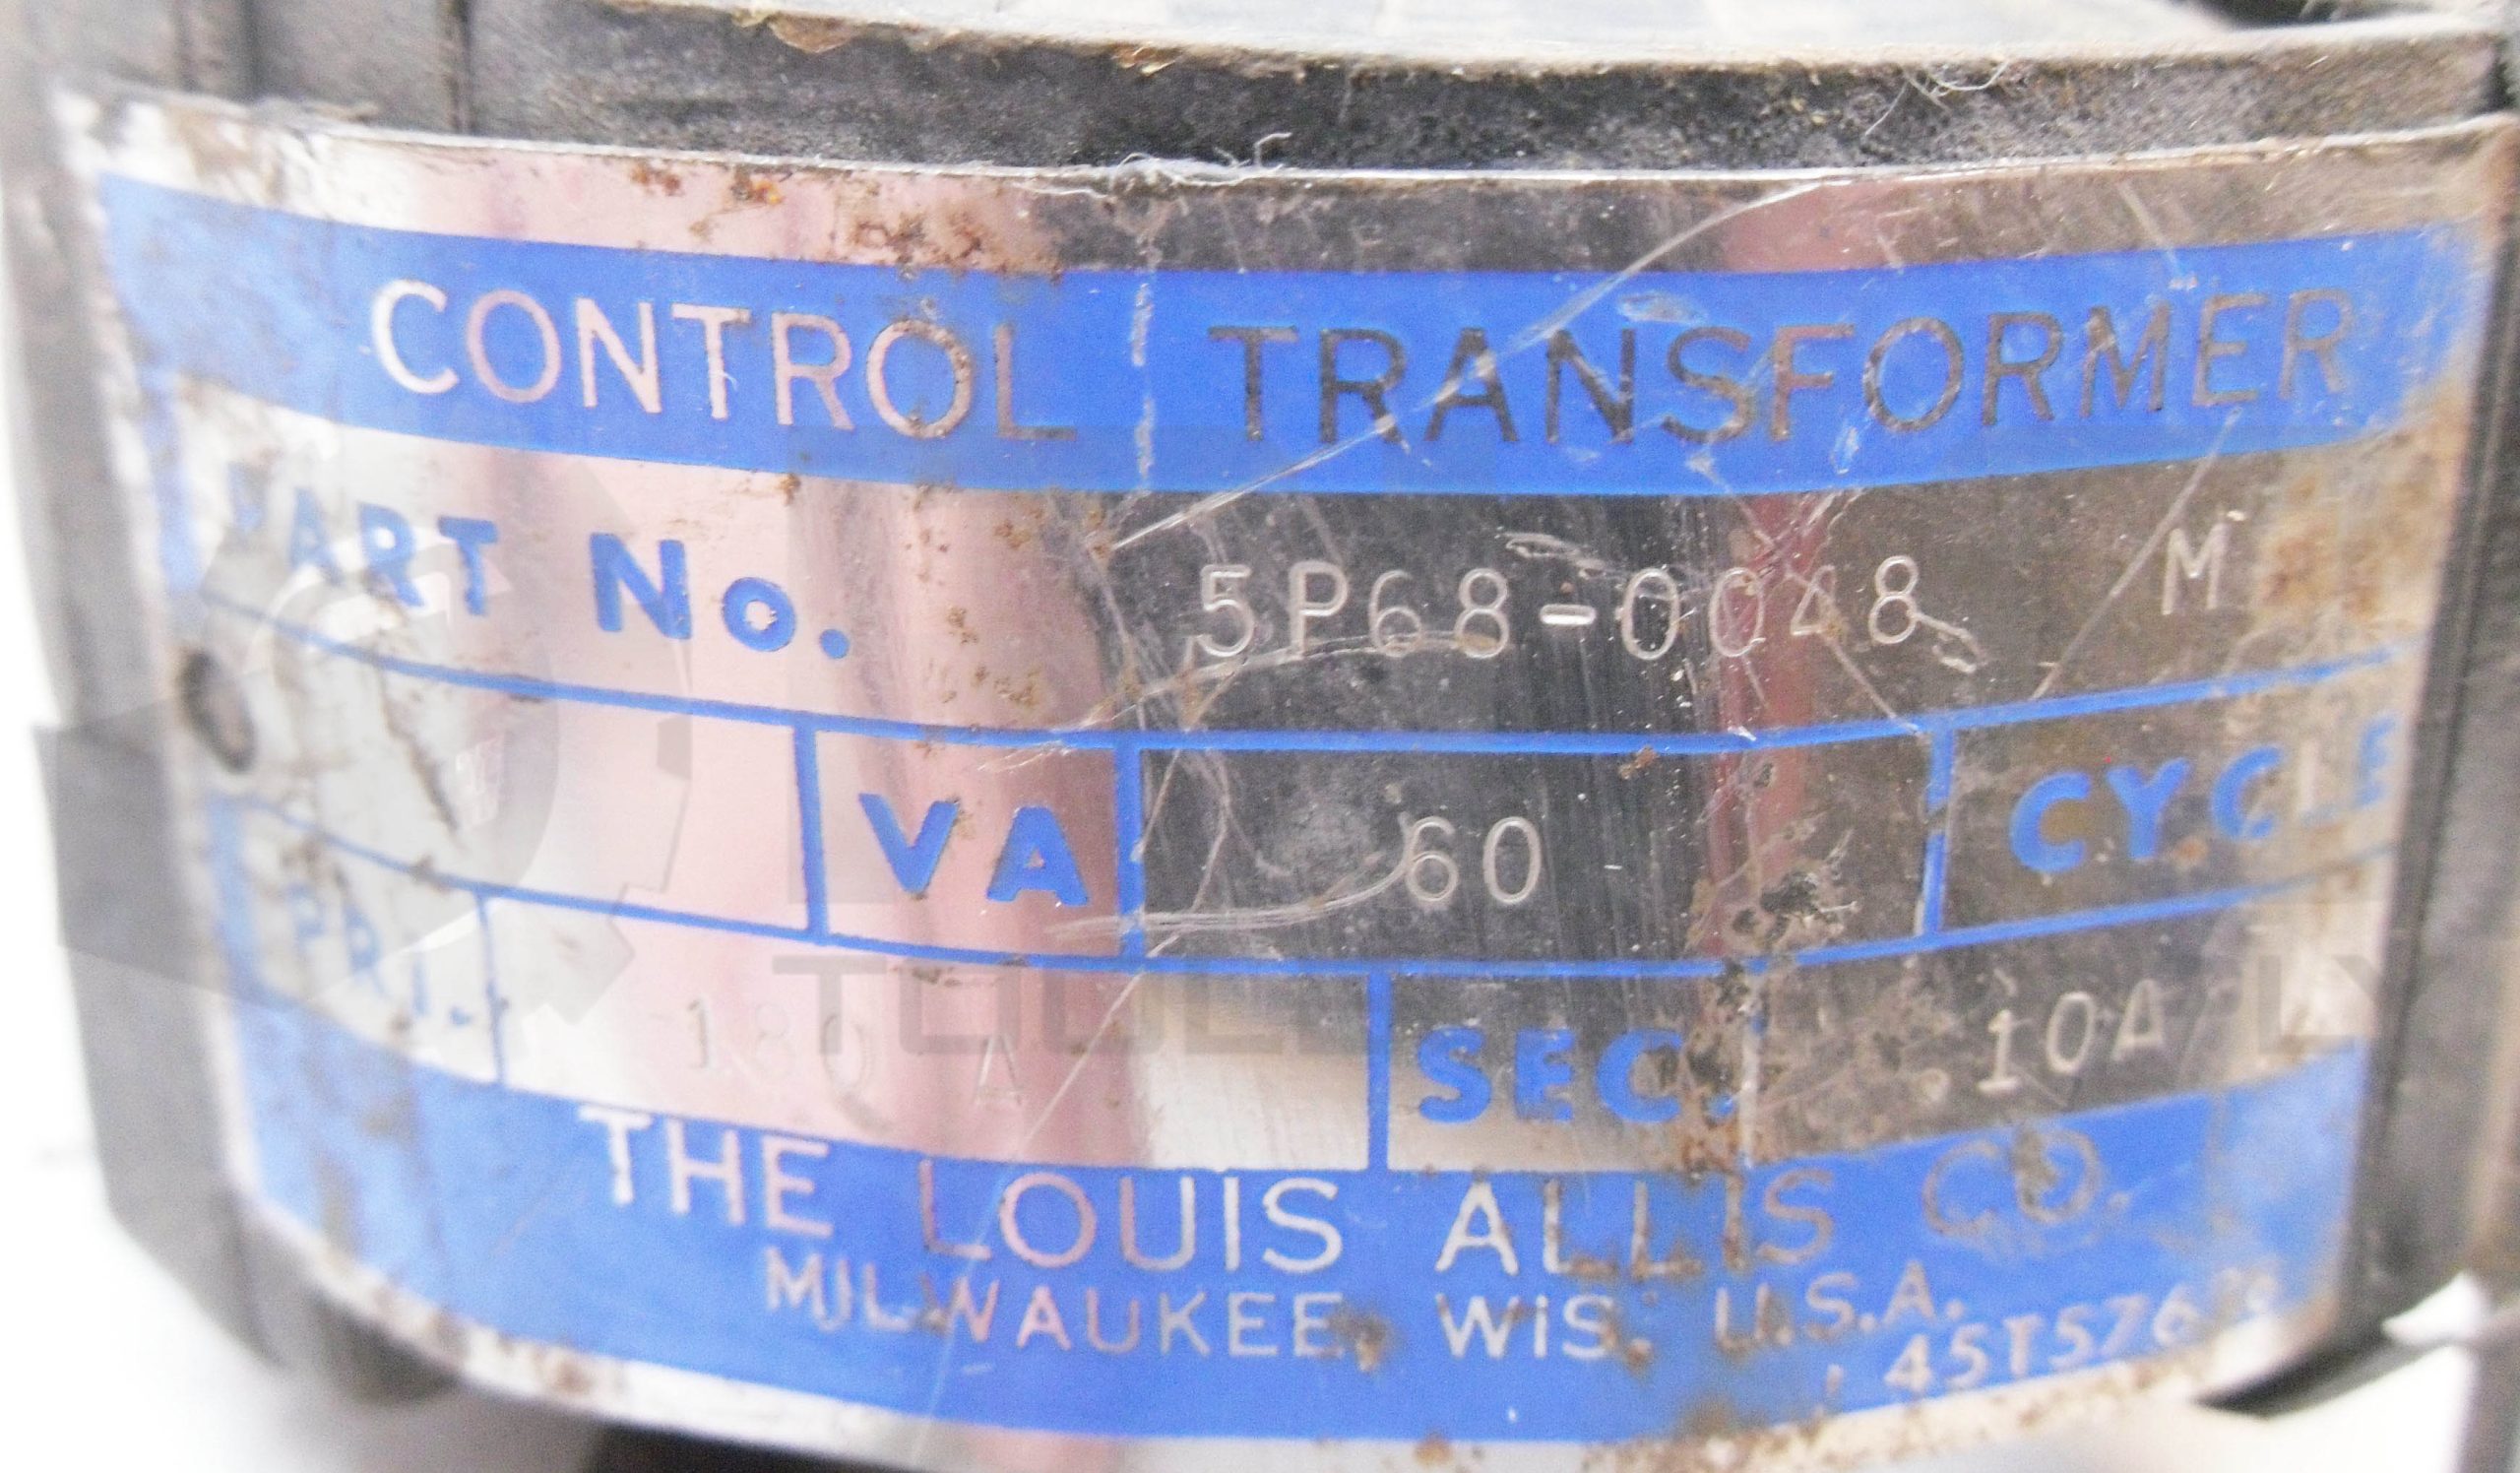 CONTROL TRANSFORMER
PART No. 5P68-0048 M
VA 60 CYCLE
PRI. 180 A SEC. 10A
THE LOUIS ALLIS CO.
MILWAUKEE, WIS. U.S.A.
45T576